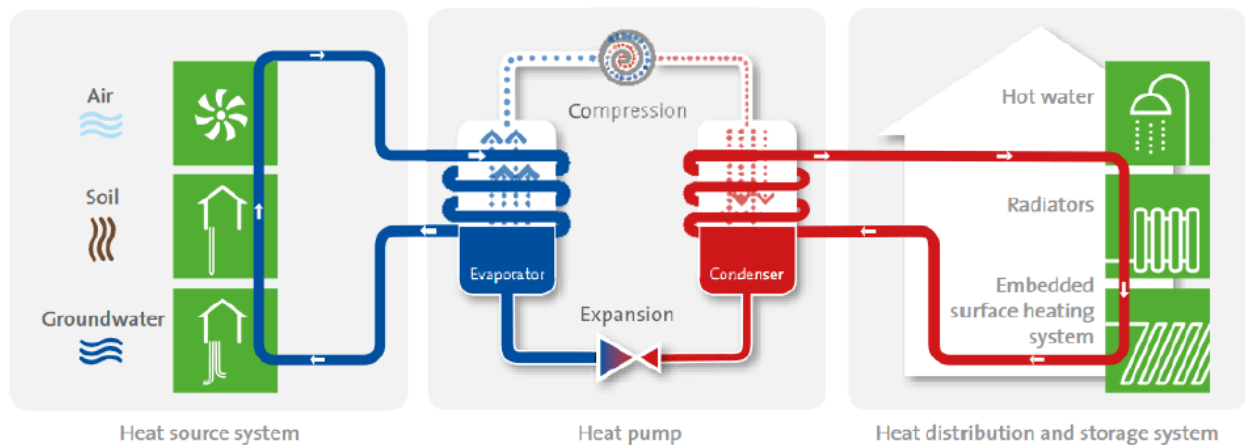 Air
Soil
Groundwater
Heat source system
Compression
Evaporator
Condenser
Expansion
Heat pump
Hot water
Radiators
Embedded
surface heating
system
Heat distribution and storage system